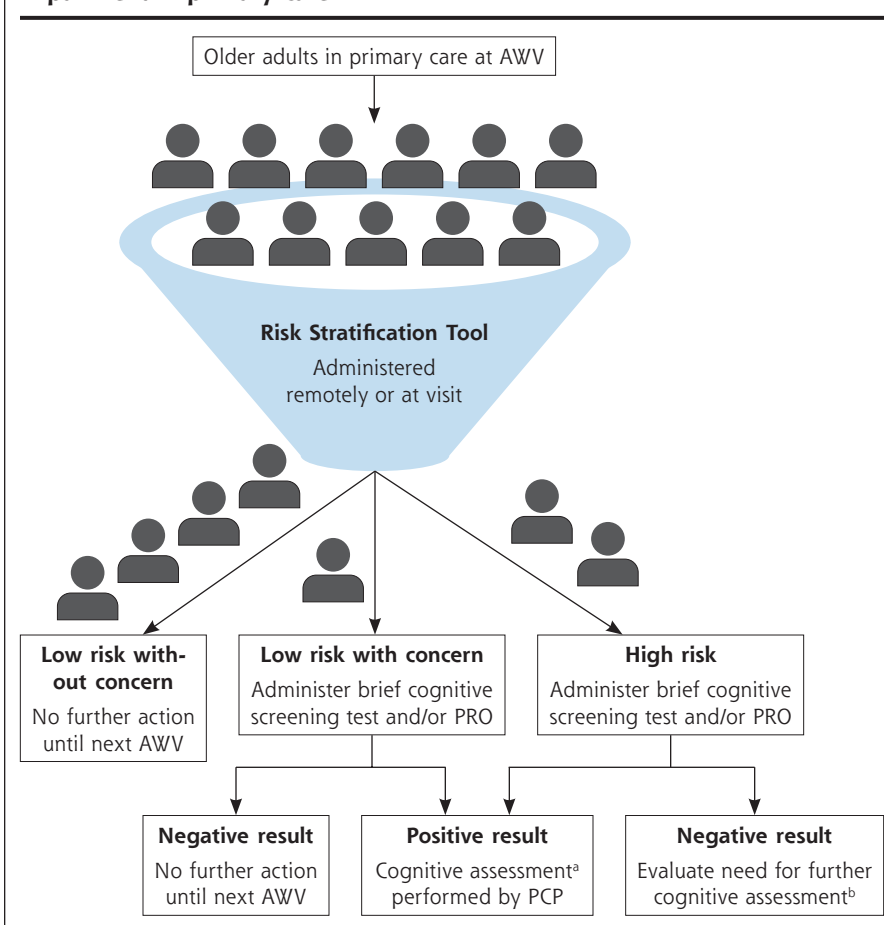 Older adults in primary care at AWV
Risk Stratification Tool
Administered
remotely or at visit
Low risk with-
out concern
No further action
until next AWV
Low risk with concern
Administer brief cognitive
screening test and/or PRO
High risk
Administer brief cognitive
screening test and/or PRO
Negative result
No further action
until next AWV
Positive result
Cognitive assessmentᵃ
performed by PCP
Negative result
Evaluate need for further
cognitive assessmentᵇ